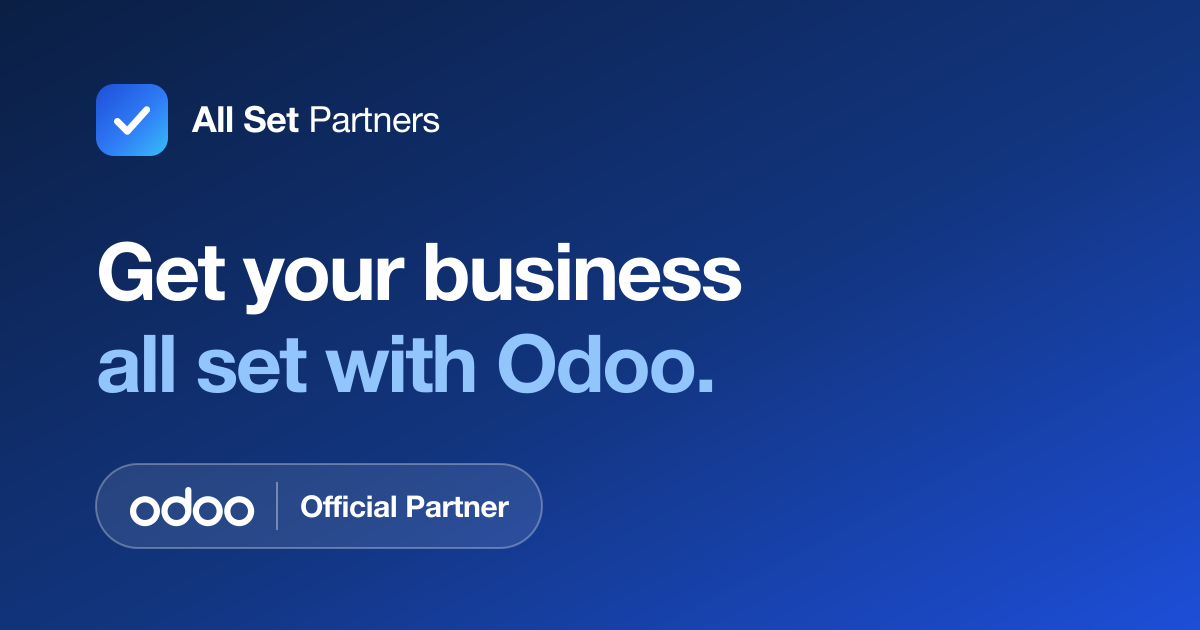 All Set Partners
Get your business
all set with Odoo.
odoo Official Partner